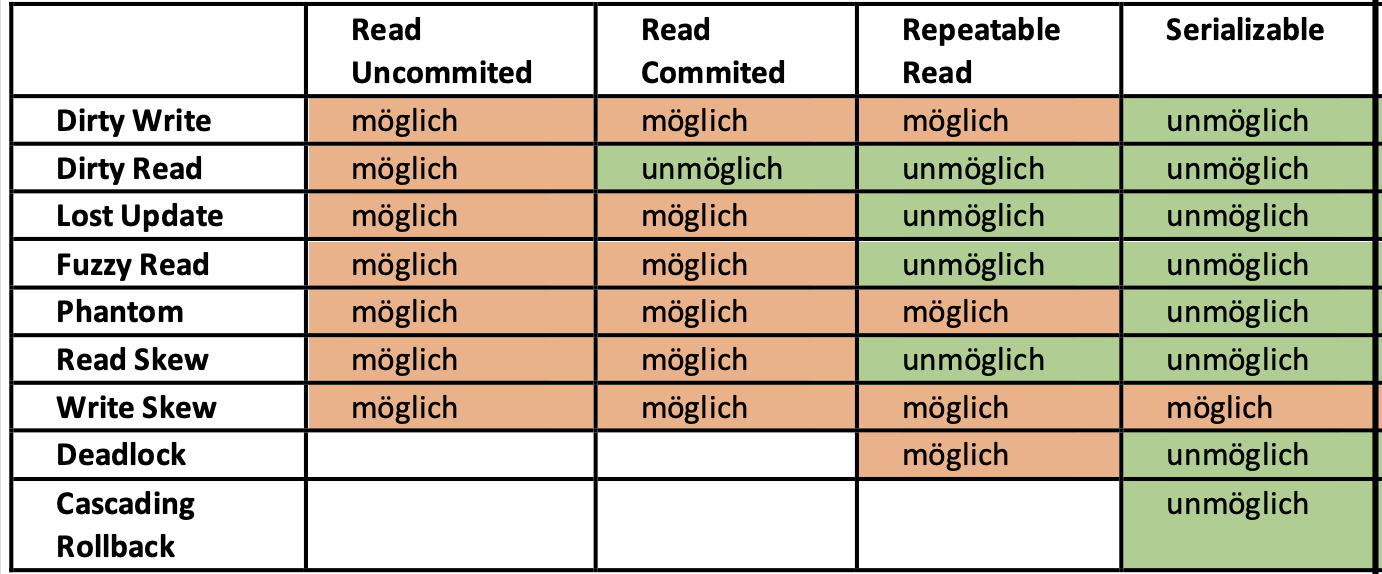 Read Uncommited Read Commited Repeatable Read Serializable
Dirty Write möglich möglich möglich unmöglich
Dirty Read möglich unmöglich unmöglich unmöglich
Lost Update möglich möglich unmöglich unmöglich
Fuzzy Read möglich möglich unmöglich unmöglich
Phantom möglich möglich möglich unmöglich
Read Skew möglich möglich unmöglich unmöglich
Write Skew möglich möglich möglich möglich
Deadlock möglich unmöglich
Cascading Rollback unmöglich